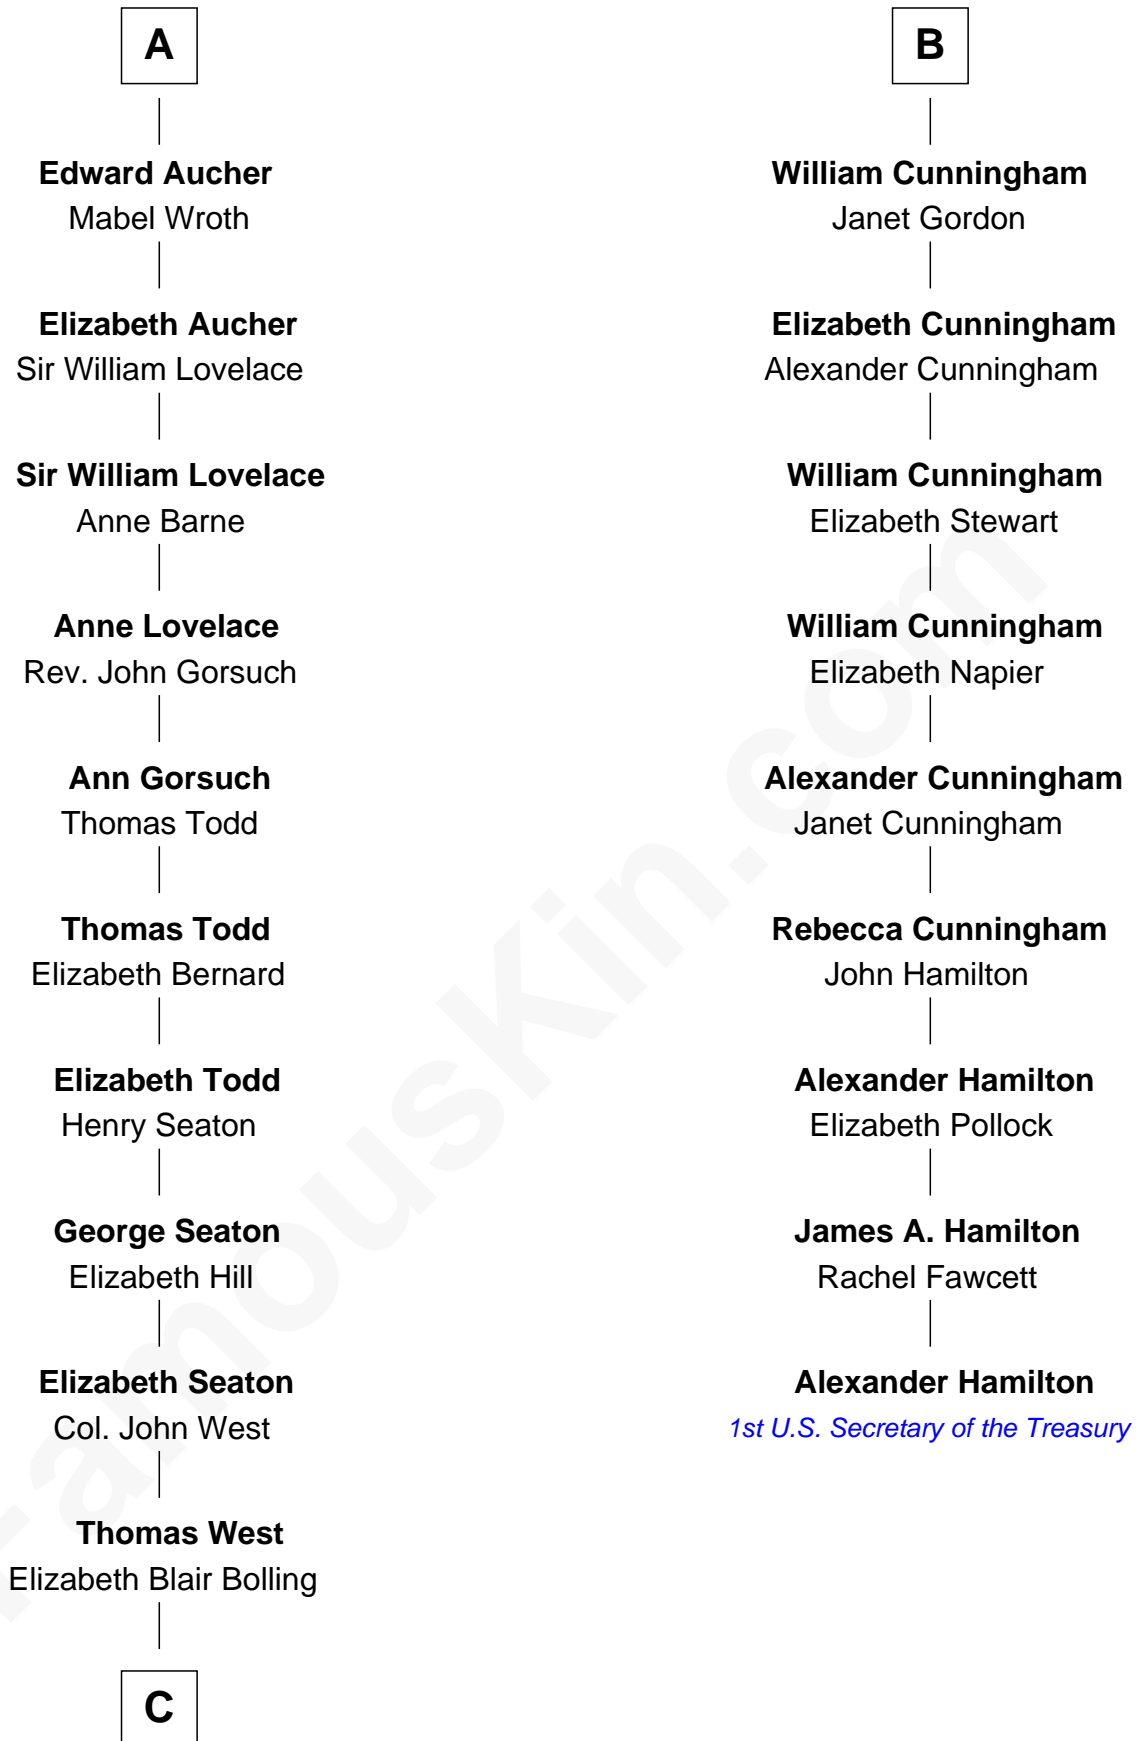 A
Edward Aucher
Mabel Wroth
Elizabeth Aucher
Sir William Lovelace
Sir William Lovelace
Anne Barne
Anne Lovelace
Rev. John Gorsuch
Ann Gorsuch
Thomas Todd
Thomas Todd
Elizabeth Bernard
Elizabeth Todd
Henry Seaton
George Seaton
Elizabeth Hill
Elizabeth Seaton
Col. John West
Thomas West
Elizabeth Blair Bolling
C
B
William Cunningham
Janet Gordon
Elizabeth Cunningham
Alexander Cunningham
William Cunningham
Elizabeth Stewart
William Cunningham
Elizabeth Napier
Alexander Cunningham
Janet Cunningham
Rebecca Cunningham
John Hamilton
Alexander Hamilton
Elizabeth Pollock
James A. Hamilton
Rachel Fawcett
Alexander Hamilton
1st U.S. Secretary of the Treasury
FamousKin.com